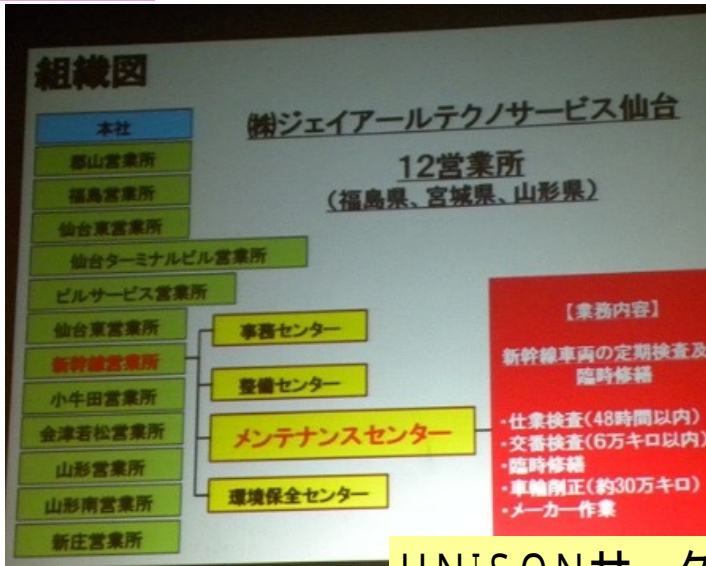 組織図
㈱ジェイアールテクノサービス仙台
12営業所
（福島県、宮城県、山形県）
本社
郡山営業所
福島営業所
仙台東営業所
仙台ターミナルビル営業所
ビルサービス営業所
仙台東営業所
新幹線営業所
小牛田営業所
会津若松営業所
山形営業所
山形南営業所
新庄営業所
事務センター
整備センター
メンテナンスセンター
環境保全センター
【業務内容】
新幹線車両の定期検査及
臨時修繕
・仕業検査(48時間以内)
・交番検査(6万キロ以内)
・臨時修繕
・車輪削正(約30万キロ)
・メーカー作業